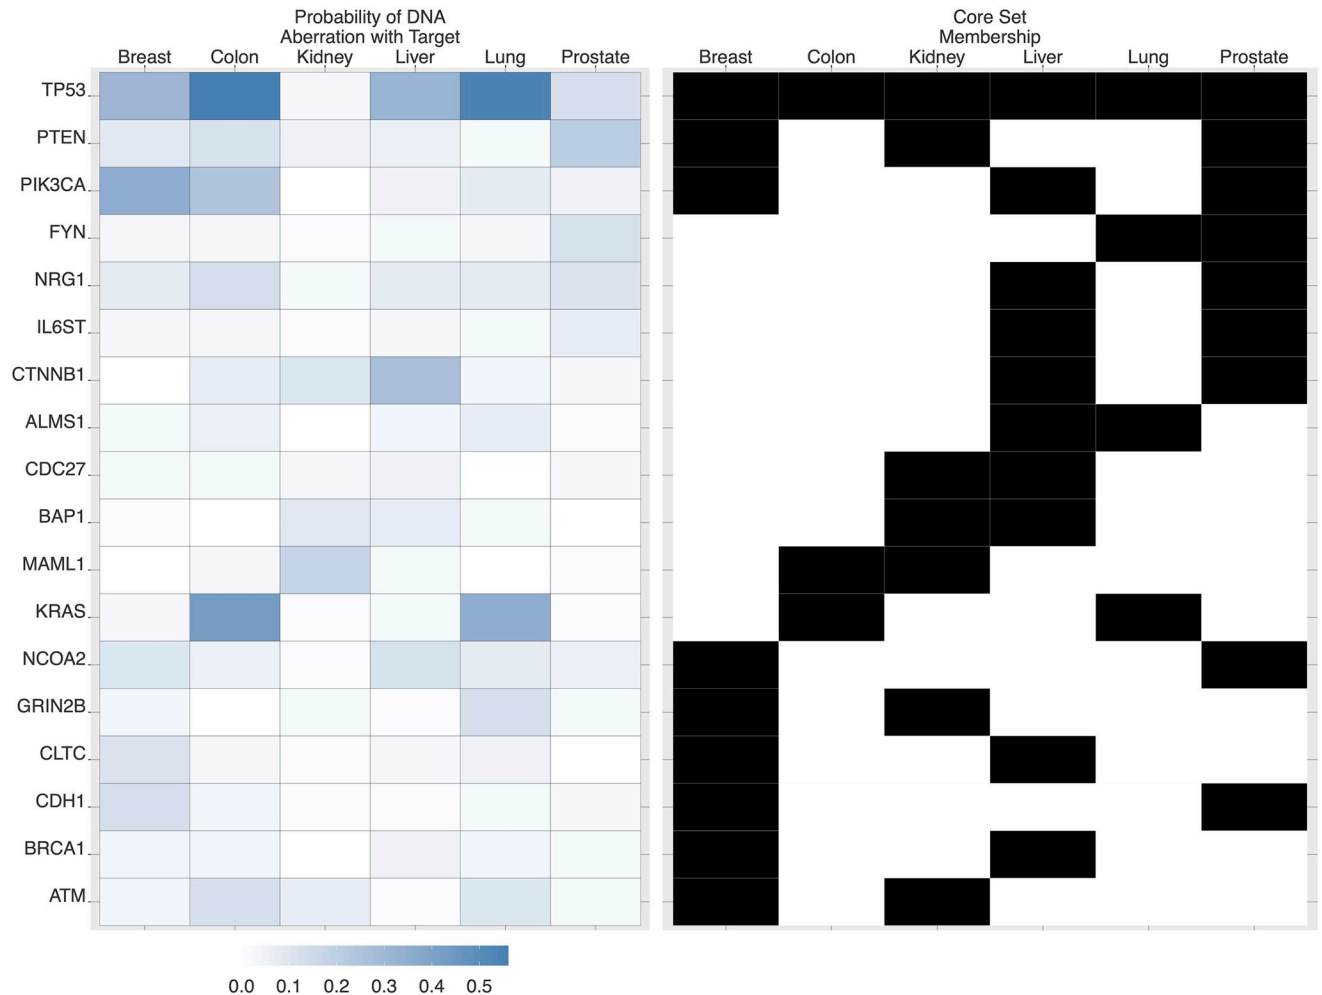 Probability of DNA
Aberration with Target
Breast Colon Kidney Liver Lung Prostate
Core Set
Membership
Breast Colon Kidney Liver Lung Prostate
TP53
PTEN
PIK3CA
FYN
NRG1
IL6ST
CTNNB1
ALMS1
CDC27
BAP1
MAML1
KRAS
NCOA2
GRIN2B
CLTC
CDH1
BRCA1
ATM
0.0 0.1 0.2 0.3 0.4 0.5